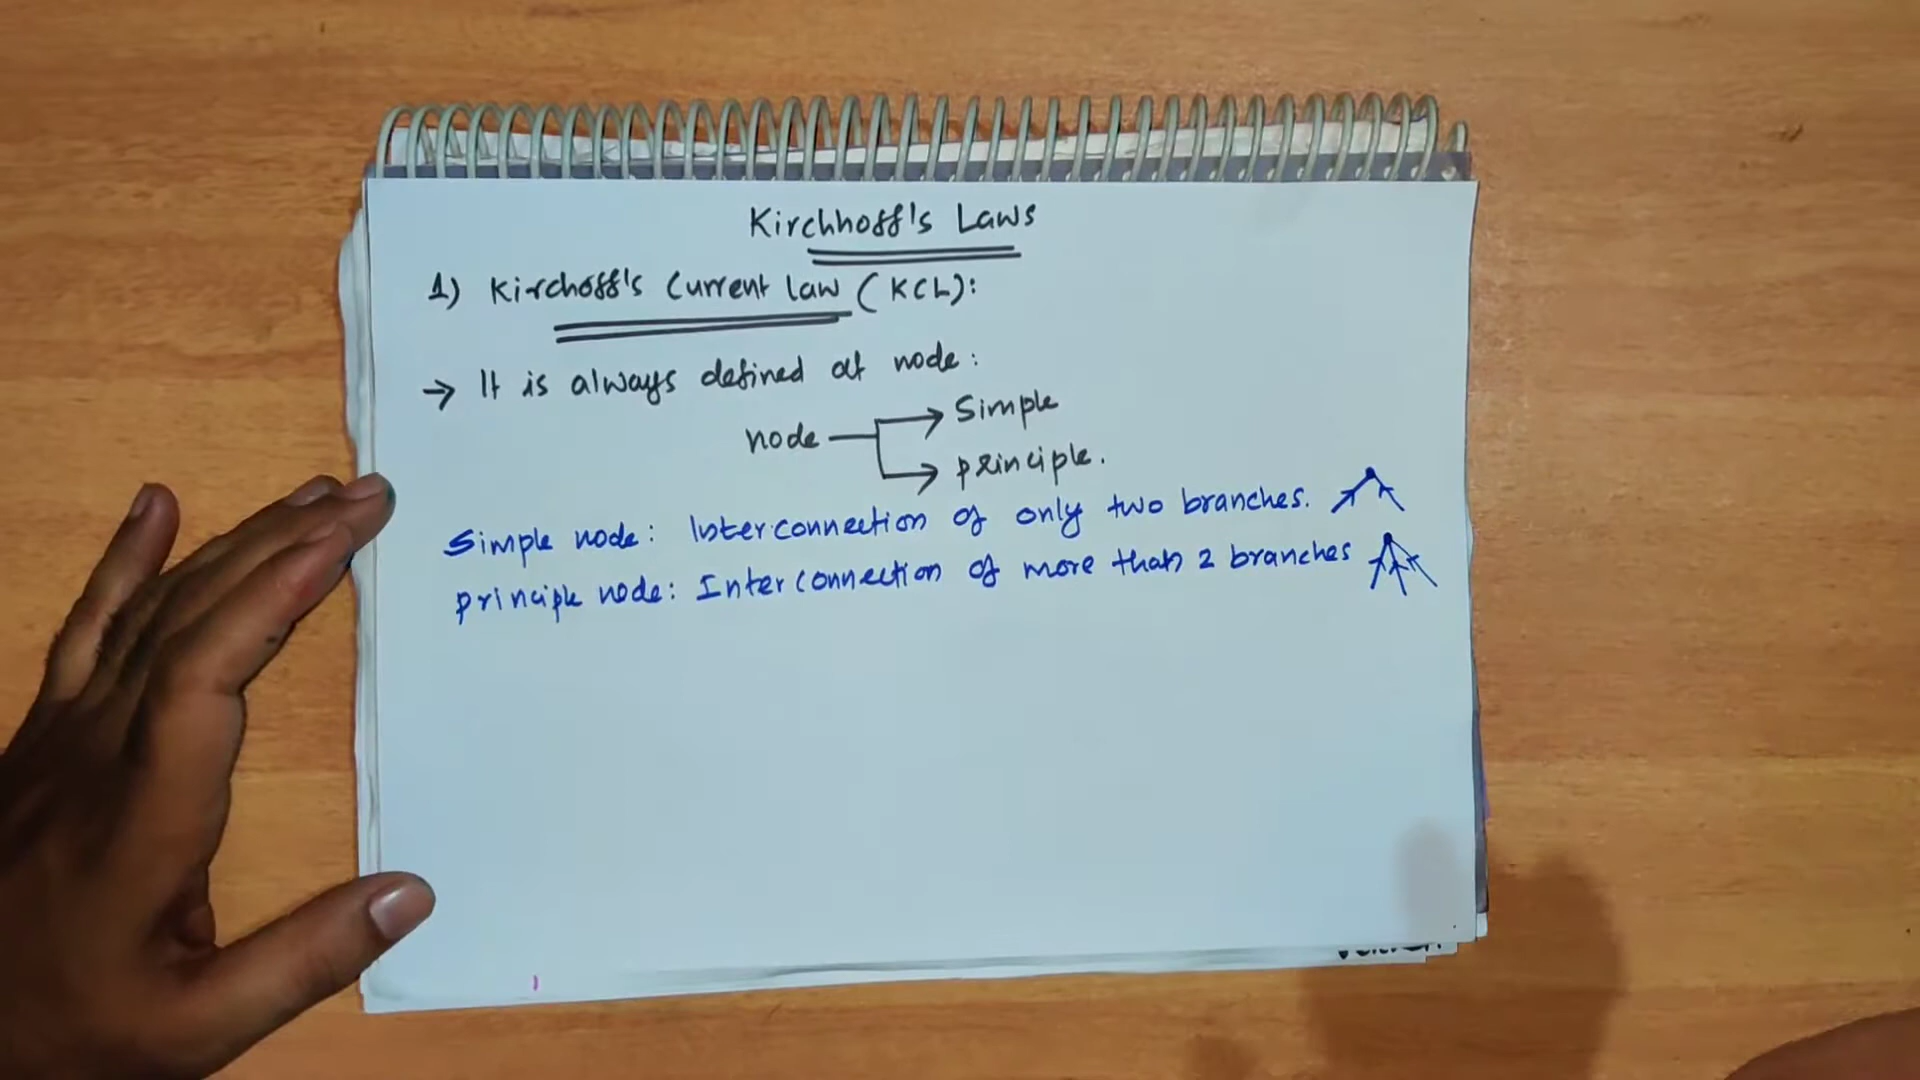 Kirchhoff's Laws
1) Kirchoff's Current law (KCL):
→ It is always defined at node:
Simple
node
principle.
Simple node: Interconnection of only two branches.
principle node: Interconnection of more than 2 branches